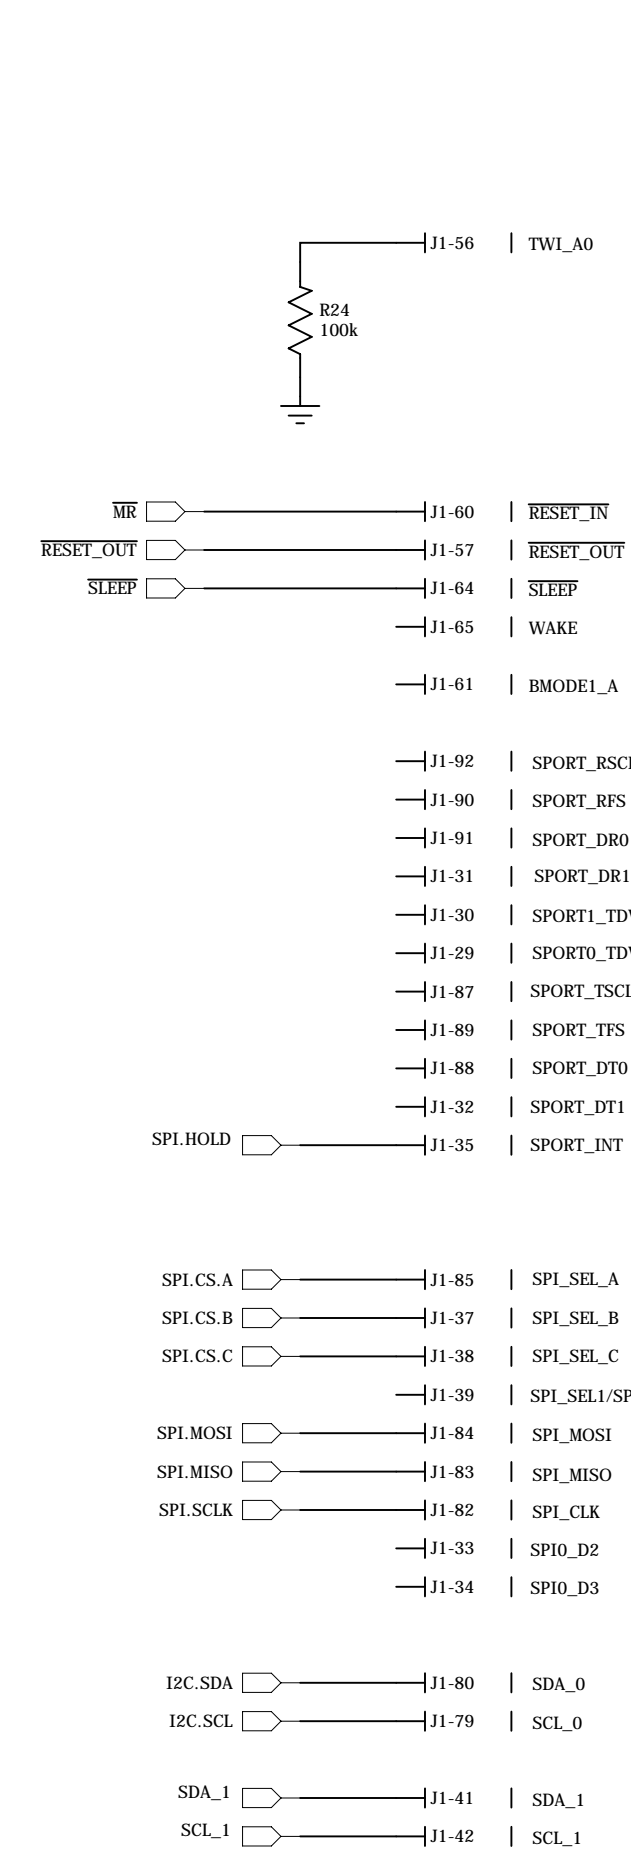 J1-56 | TWI_A0
R24
100k
MR J1-60 | RESET_IN
RESET_OUT J1-57 | RESET_OUT
SLEEP J1-64 | SLEEP
J1-65 | WAKE
J1-61 | BMODE1_A
J1-92 |
J1-90 | SPORT_RFS
J1-91 | SPORT_DR0
J1-31 | SPORT_DR1
J1-30 |
J1-29 |
J1-87 |
J1-89 | SPORT_TFS
J1-88 | SPORT_DT0
J1-32 | SPORT_DT1
SPI.HOLD J1-35 | SPORT_INT
SPI.CS.A J1-85 | SPI_SEL_A
SPI.CS.B J1-37 | SPI_SEL_B
SPI.CS.C J1-38 | SPI_SEL_C
J1-39 | SPI_SEL1/SP
SPI.MOSI J1-84 | SPI_MOSI
SPI.MISO J1-83 | SPI_MISO
SPI.SCLK J1-82 | SPI_CLK
J1-33 | SPI0_D2
J1-34 | SPI0_D3
I2C.SDA J1-80 | SDA_0
I2C.SCL J1-79 | SCL_0
SDA_1 J1-41 | SDA_1
SCL_1 J1-42 | SCL_1